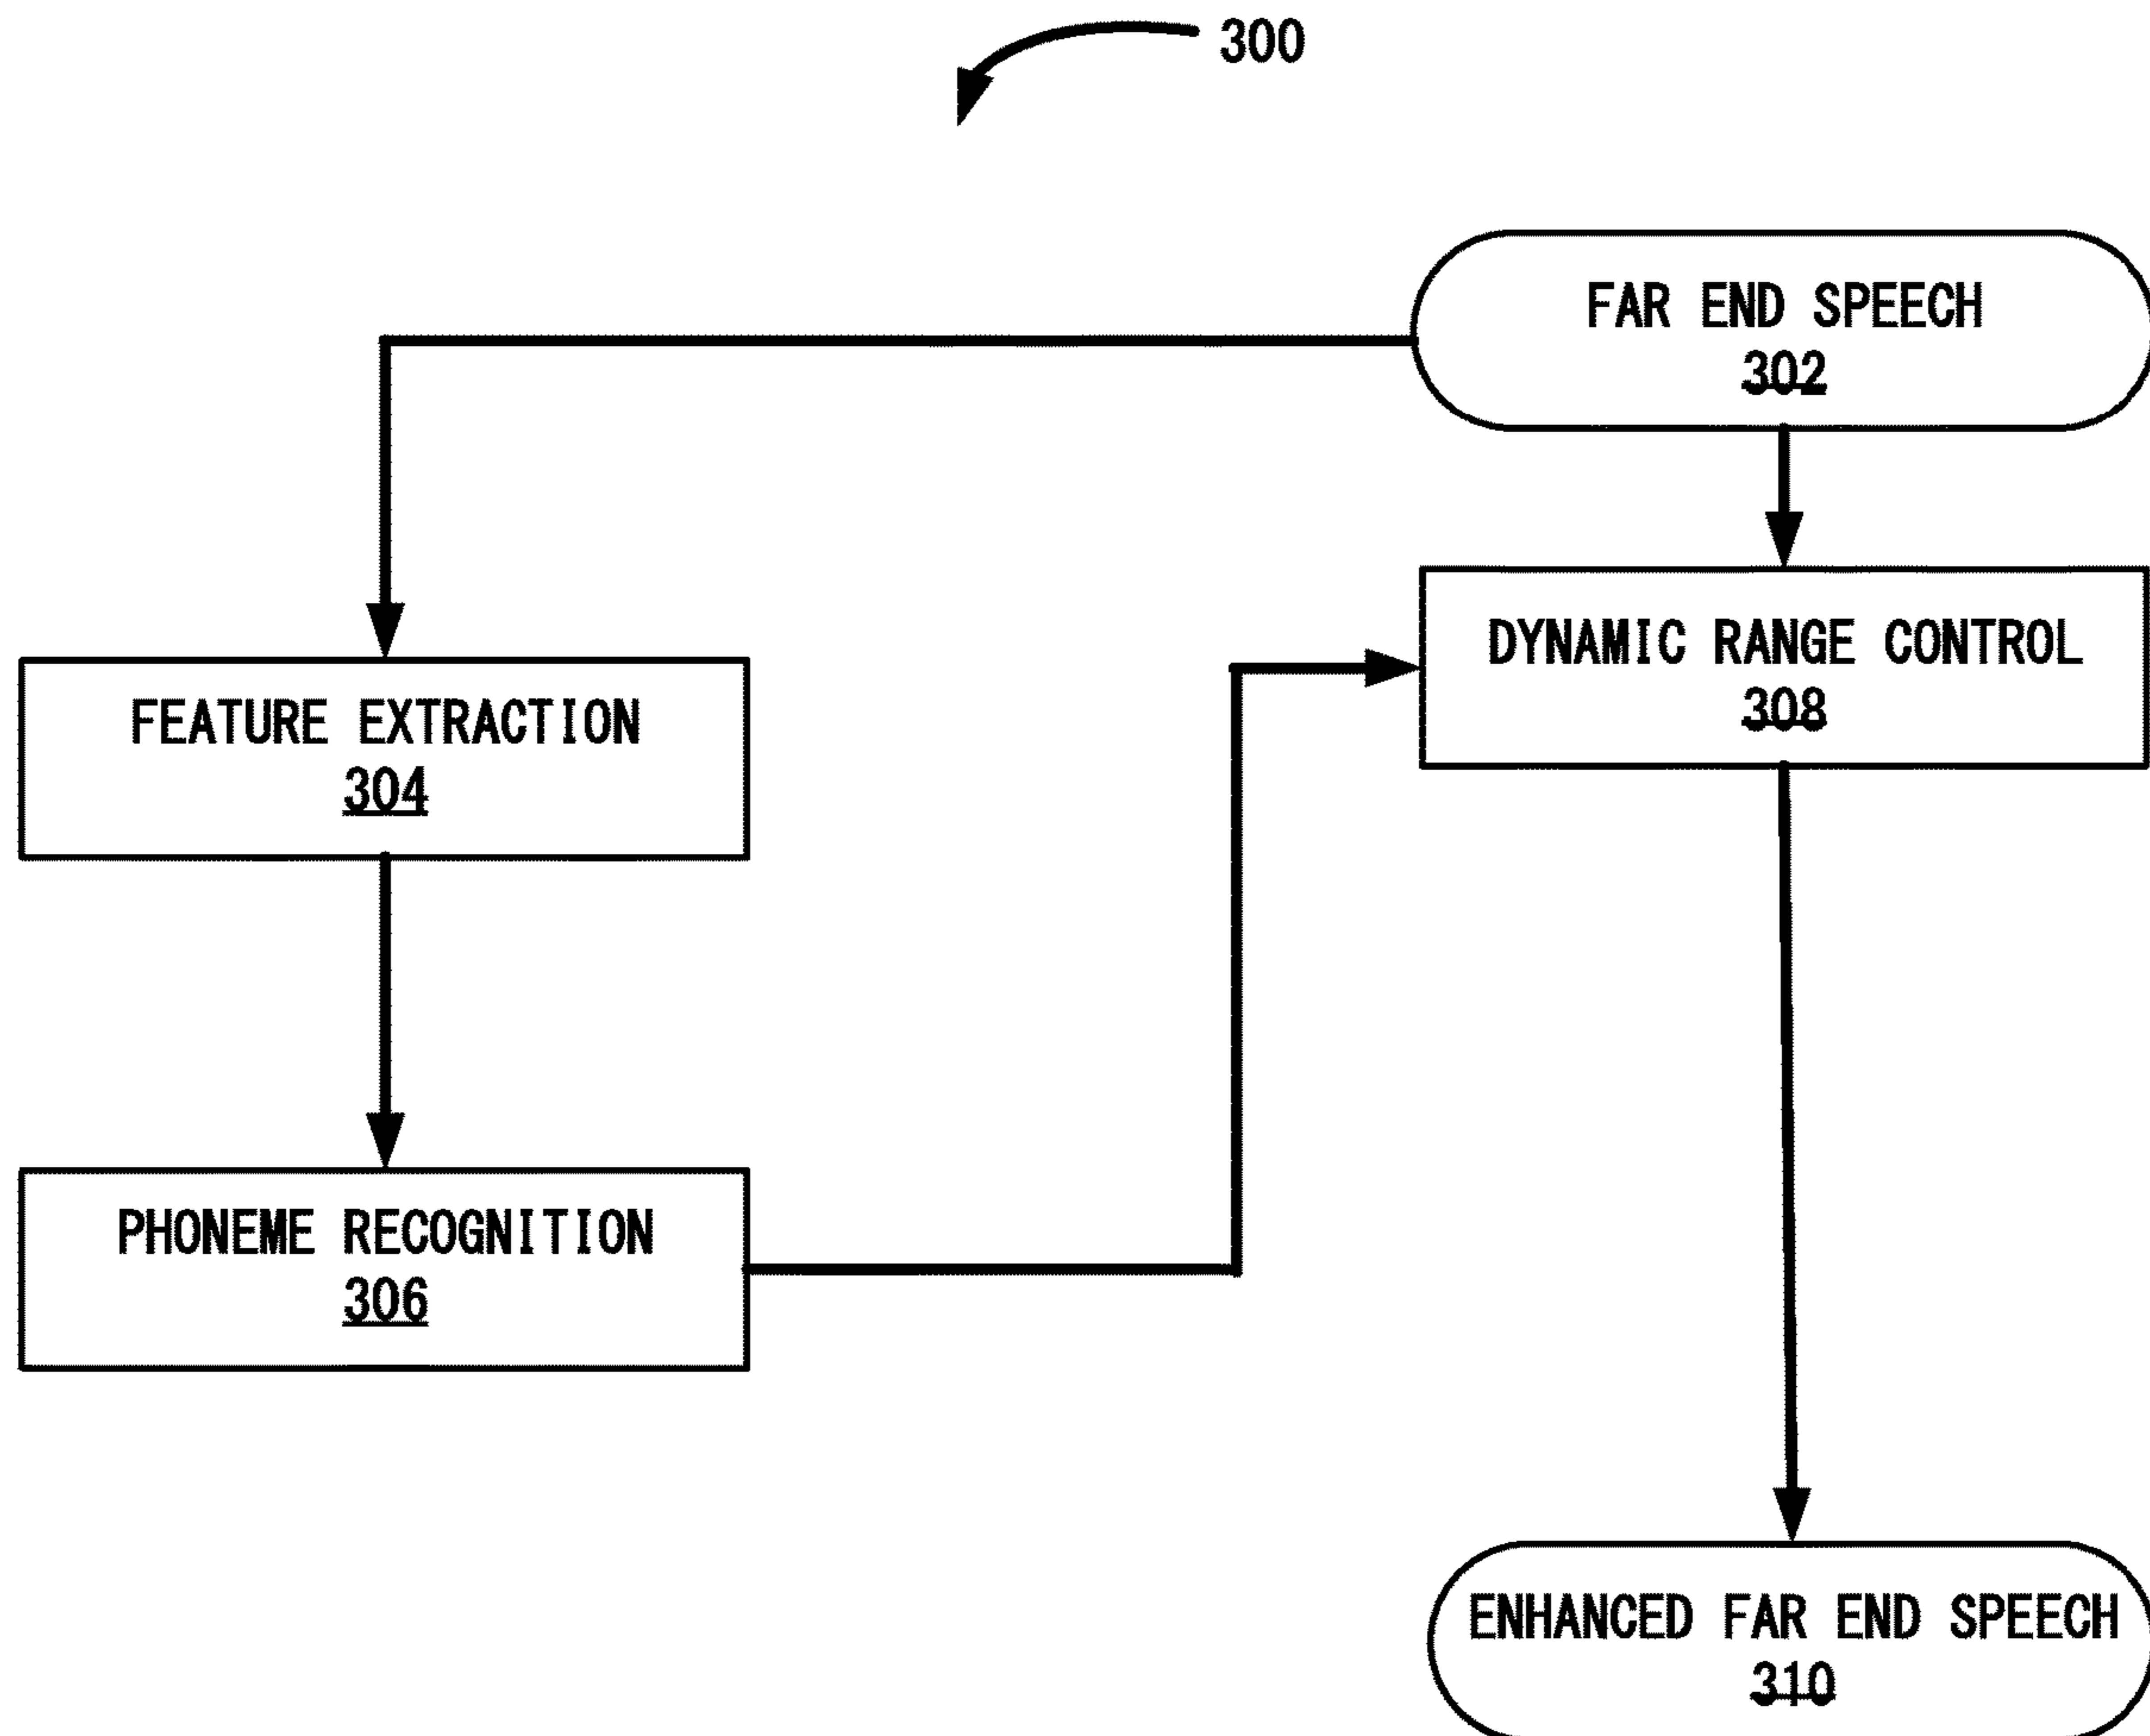 300
FAR END SPEECH
302
DYNAMIC RANGE CONTROL
308
FEATURE EXTRACTION
304
PHONEME RECOGNITION
306
ENHANCED FAR END SPEECH
310